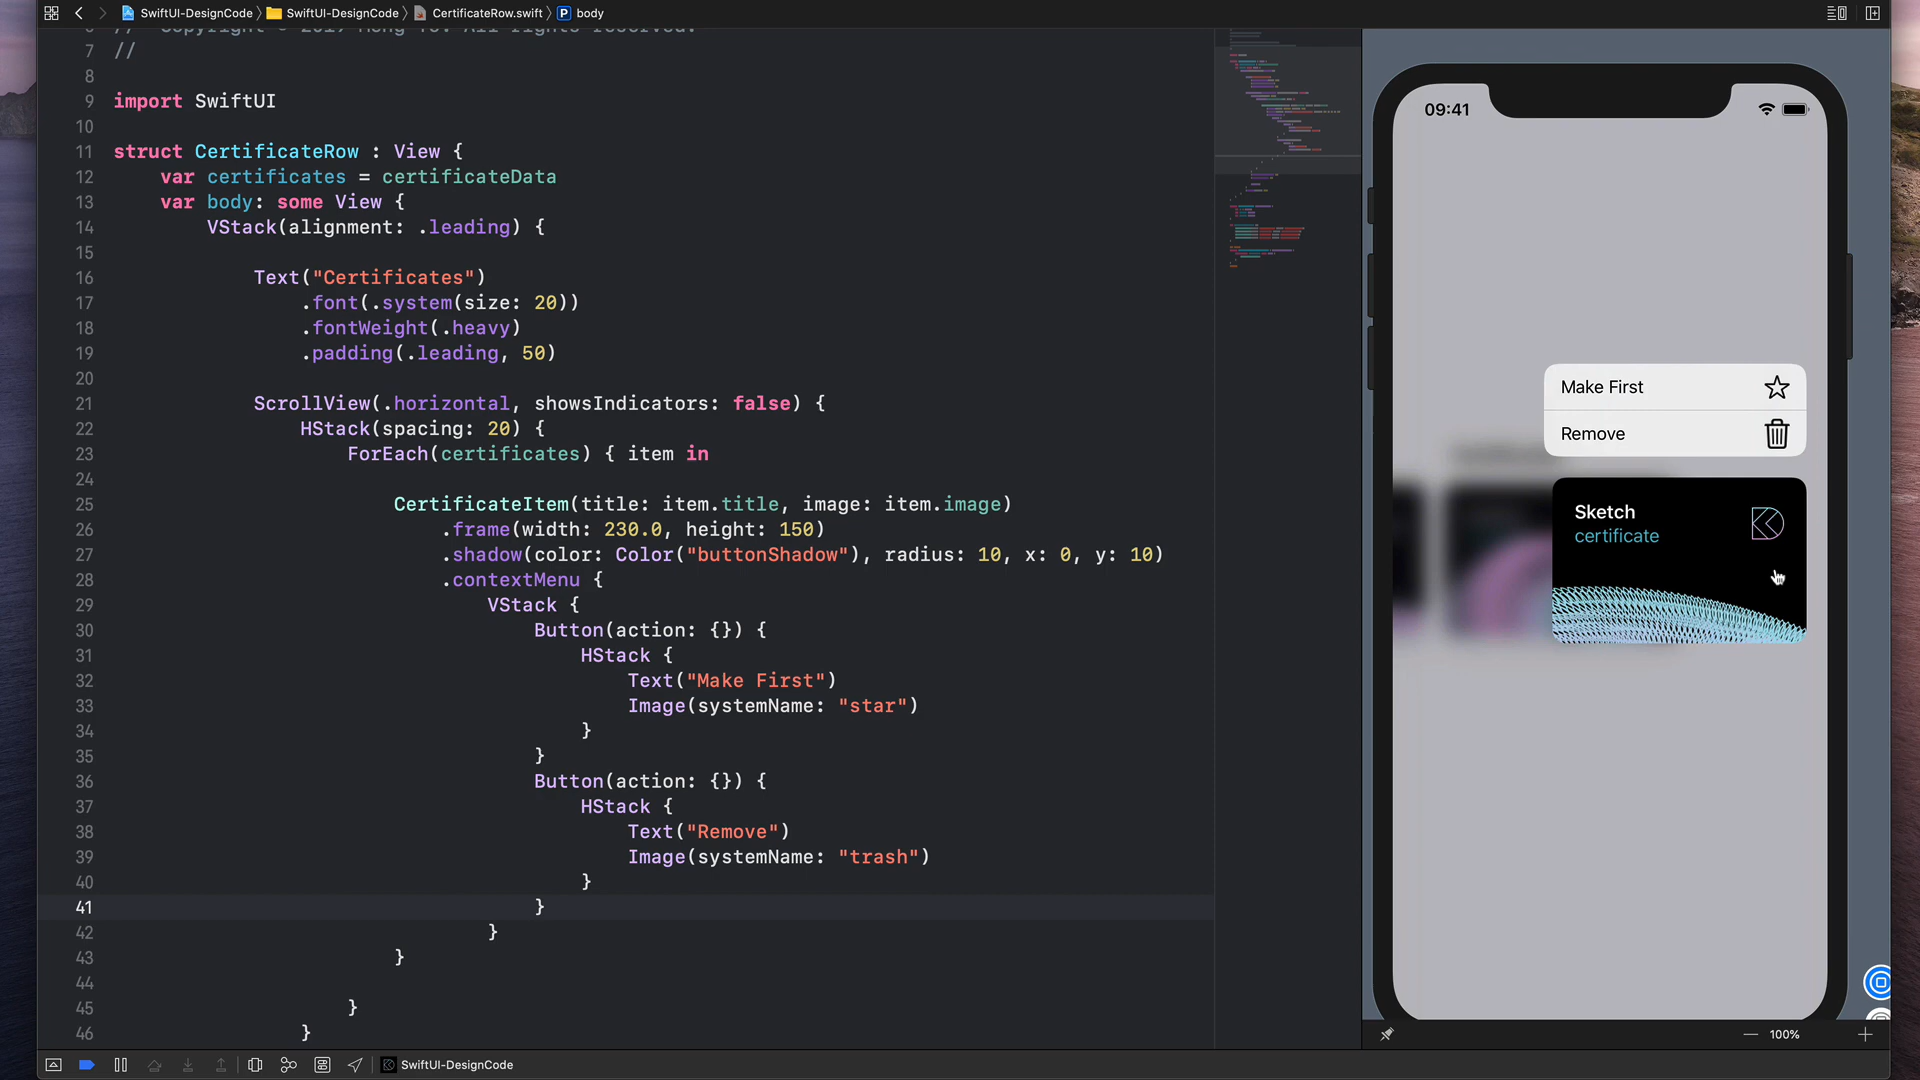 SwiftUI-DesignCode SwiftUI-DesignCode CertificateRow.swift P body
7 //
8
9 import SwiftUI
10
11 struct CertificateRow : View {
12 var certificates = certificateData
13 var body: some View {
14 VStack(alignment: .leading) {
15
16 Text("Certificates")
17 .font(.system(size: 20))
18 .fontWeight(.heavy)
19 .padding(.leading, 50)
20
21 ScrollView(.horizontal, showsIndicators: false) {
22 HStack(spacing: 20) {
23 ForEach(certificates) { item in
24
25 CertificateItem(title: item.title, image: item.image)
26 .frame(width: 230.0, height: 150)
27 .shadow(color: Color("buttonShadow"), radius: 10, x: 0, y: 10)
28 .contextMenu {
29 VStack {
30 Button(action: {}) {
31 HStack {
32 Text("Make First")
33 Image(systemName: "star")
34 }
35 }
36 Button(action: {}) {
37 HStack {
38 Text("Remove")
39 Image(systemName: "trash")
40 }
41 }
42 }
43 }
44
45 }
46 }
09:41
Make First
Remove
Sketch
certificate
100%
SwiftUI-DesignCode